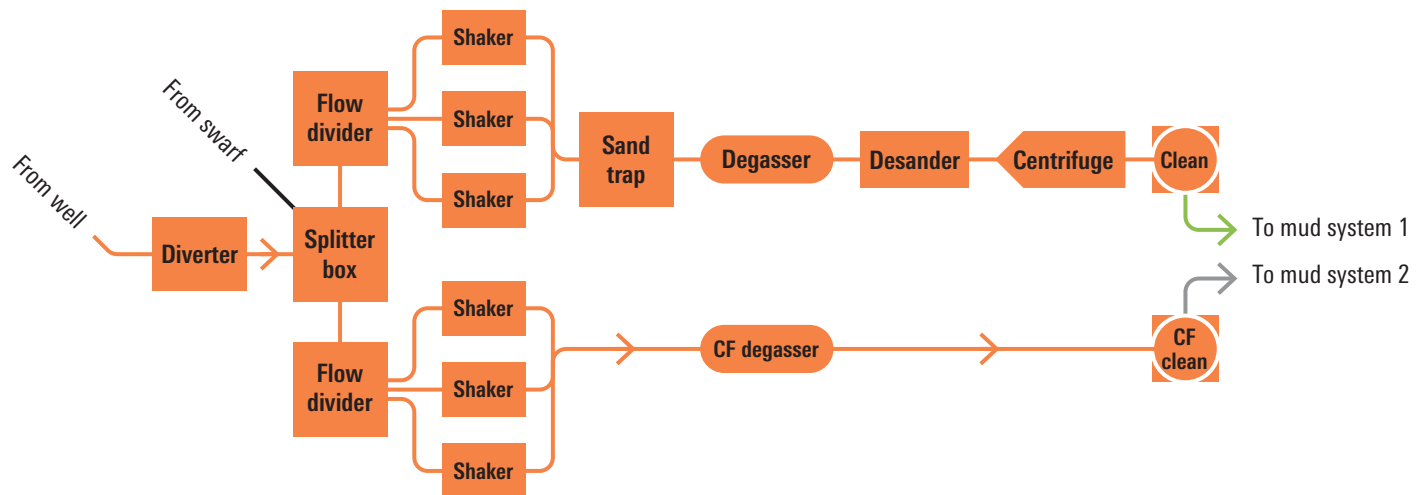 From well
From swarf
Diverter
Splitter
box
Flow
divider
Shaker
Shaker
Shaker
Sand
trap
Degasser
Desander
Centrifuge
Clean
To mud system 1
Flow
divider
Shaker
Shaker
Shaker
CF degasser
CF
clean
To mud system 2